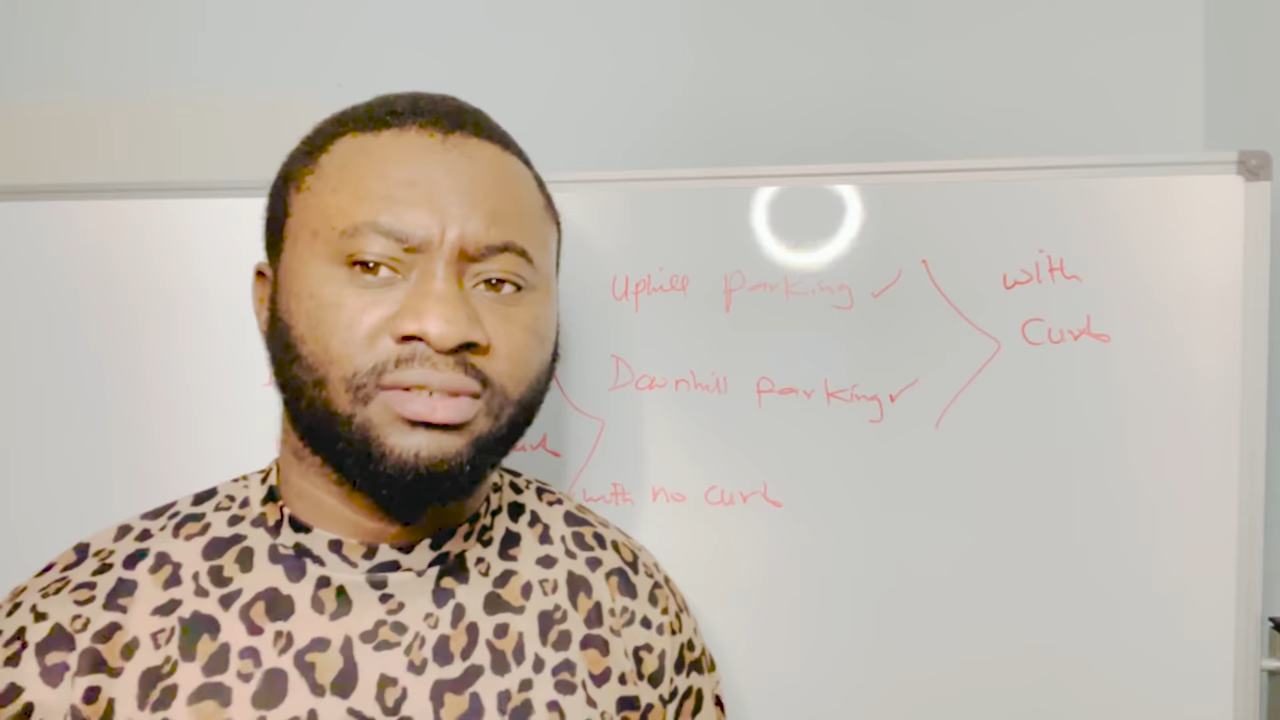 Uphill parking ✓
with
Curb
Downhill parking ✓
with no curb